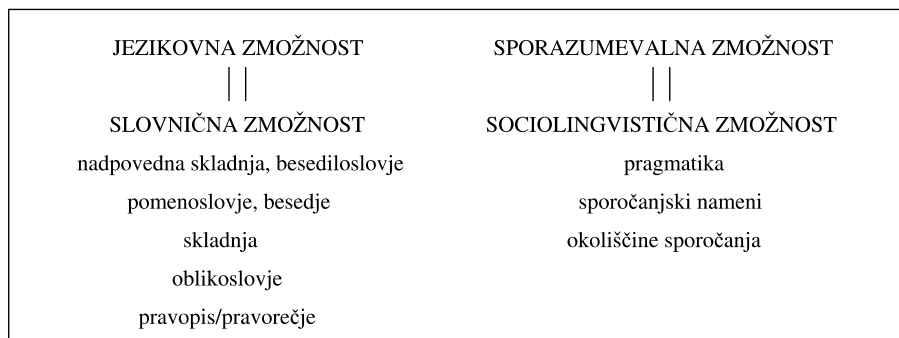 JEZIKOVNA ZMOŽNOST
SLOVNIČNA ZMOŽNOST
nadpovedna skladnja, besediloslovje
pomenoslovje, besedje
skladnja
oblikoslovje
pravopis/pravorečje
SPORAZUMEVALNA ZMOŽNOST
SOCIOLINGVISTIČNA ZMOŽNOST
pragmatika
sporočanjski nameni
okoliščine sporočanja